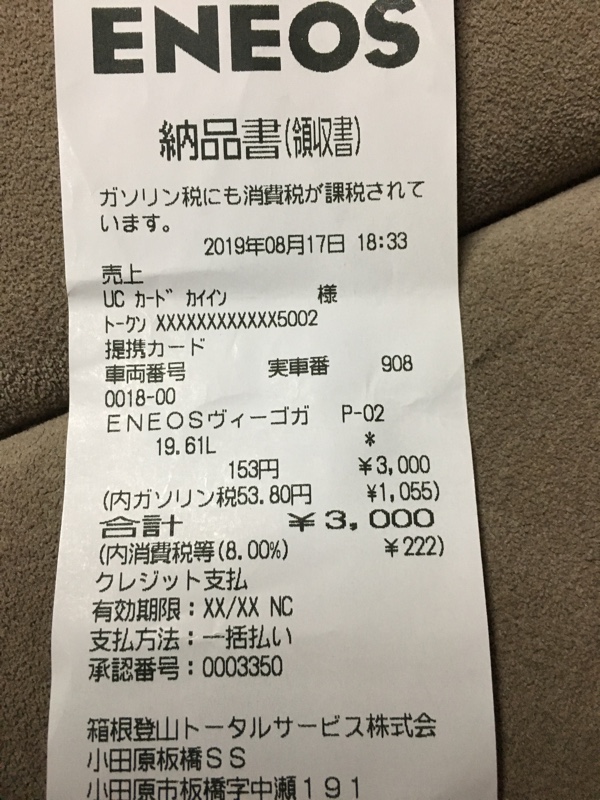 ENEOS
納品書(領収書)
ガソリン税にも消費税が課税されて
います。
2019年08月17日 18:33
売上
UC カード カイイン 様
トークン XXXXXXXXXXXX5002
提携カード
車両番号 実車番 908
0018-00
ENEOSヴィーゴガ P-02
19.61L *
153円 ¥3,000
(内ガソリン税53.80円 ¥1,055)
合計 ¥3,000
(内消費税等(8.00%) ¥222)
クレジット支払
有効期限：XX/XX NC
支払方法：一括払い
承認番号：0003350
箱根登山トータルサービス株式会
小田原板橋SS
小田原市板橋字中瀬191